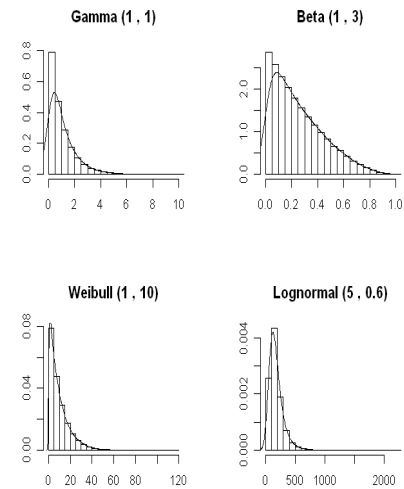 Gamma (1 , 1)
0.0 0.2 0.4 0.6 0.8
0 2 4 6 8 10
Beta (1 , 3)
0.0 1.0 2.0
0.0 0.2 0.4 0.6 0.8 1.0
Weibull (1 , 10)
0.00 0.04 0.08
0 20 40 60 80 120
Lognormal (5 , 0.6)
0.000 0.002 0.004
0 500 1000 2000